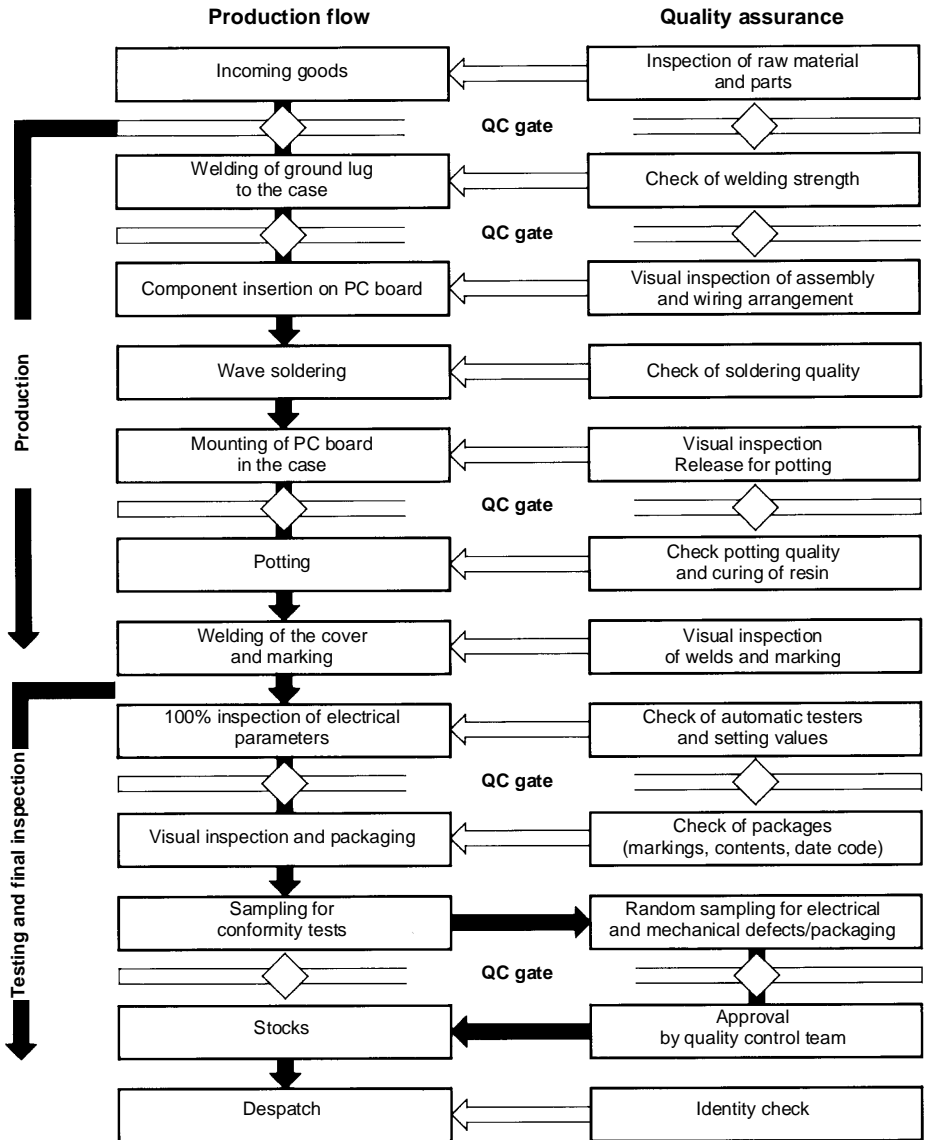 Production flow
Quality assurance
Incoming goods
Inspection of raw material
and parts
QC gate
Welding of ground lug
to the case
Check of welding strength
QC gate
Component insertion on PC board
Visual inspection of assembly
and wiring arrangement
Wave soldering
Check of soldering quality
Production
Mounting of PC board
in the case
Visual inspection
Release for potting
QC gate
Potting
Check potting quality
and curing of resin
Welding of the cover
and marking
Visual inspection
of welds and marking
Testing and final inspection
100% inspection of electrical
parameters
Check of automatic testers
and setting values
QC gate
Visual inspection and packaging
Check of packages
(markings, contents, date code)
Sampling for
conformity tests
Random sampling for electrical
and mechanical defects/packaging
QC gate
Stocks
Approval
by quality control team
Despatch
Identity check